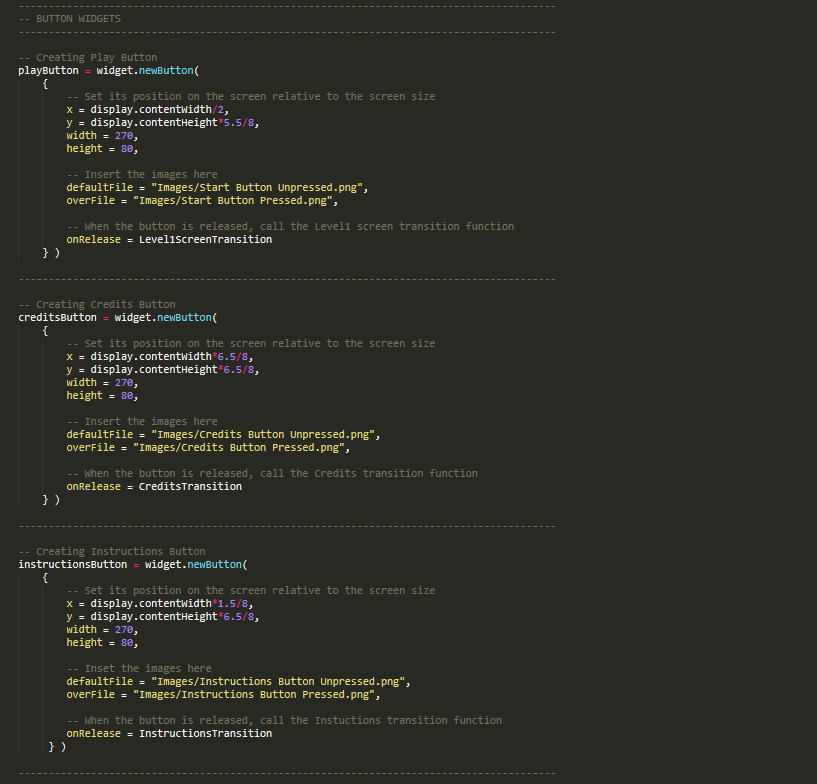 ------------------------------------------------------------------------------------------
-- BUTTON WIDGETS
------------------------------------------------------------------------------------------
-- Creating Play Button
playButton = widget.newButton(
{
-- Set its position on the screen relative to the screen size
x = display.contentWidth/2,
y = display.contentHeight*5.5/8,
width = 270,
height = 80,
-- Insert the images here
defaultFile = "Images/Start Button Unpressed.png",
overFile = "Images/Start Button Pressed.png",
-- When the button is released, call the Level1 screen transition function
onRelease = Level1ScreenTransition
} )
------------------------------------------------------------------------------------------
-- Creating Credits Button
creditsButton = widget.newButton(
{
-- Set its position on the screen relative to the screen size
x = display.contentWidth*6.5/8,
y = display.contentHeight*6.5/8,
width = 270,
height = 80,
-- Insert the images here
defaultFile = "Images/Credits Button Unpressed.png",
overFile = "Images/Credits Button Pressed.png",
-- When the button is released, call the Credits transition function
onRelease = CreditsTransition
} )
------------------------------------------------------------------------------------------
-- Creating Instructions Button
instructionsButton = widget.newButton(
{
-- Set its position on the screen relative to the screen size
x = display.contentWidth*1.5/8,
y = display.contentHeight*6.5/8,
width = 270,
height = 80,
-- Inset the images here
defaultFile = "Images/Instructions Button Unpressed.png",
overFile = "Images/Instructions Button Pressed.png",
-- When the button is released, call the Instuctions transition function
onRelease = InstructionsTransition
} )
------------------------------------------------------------------------------------------